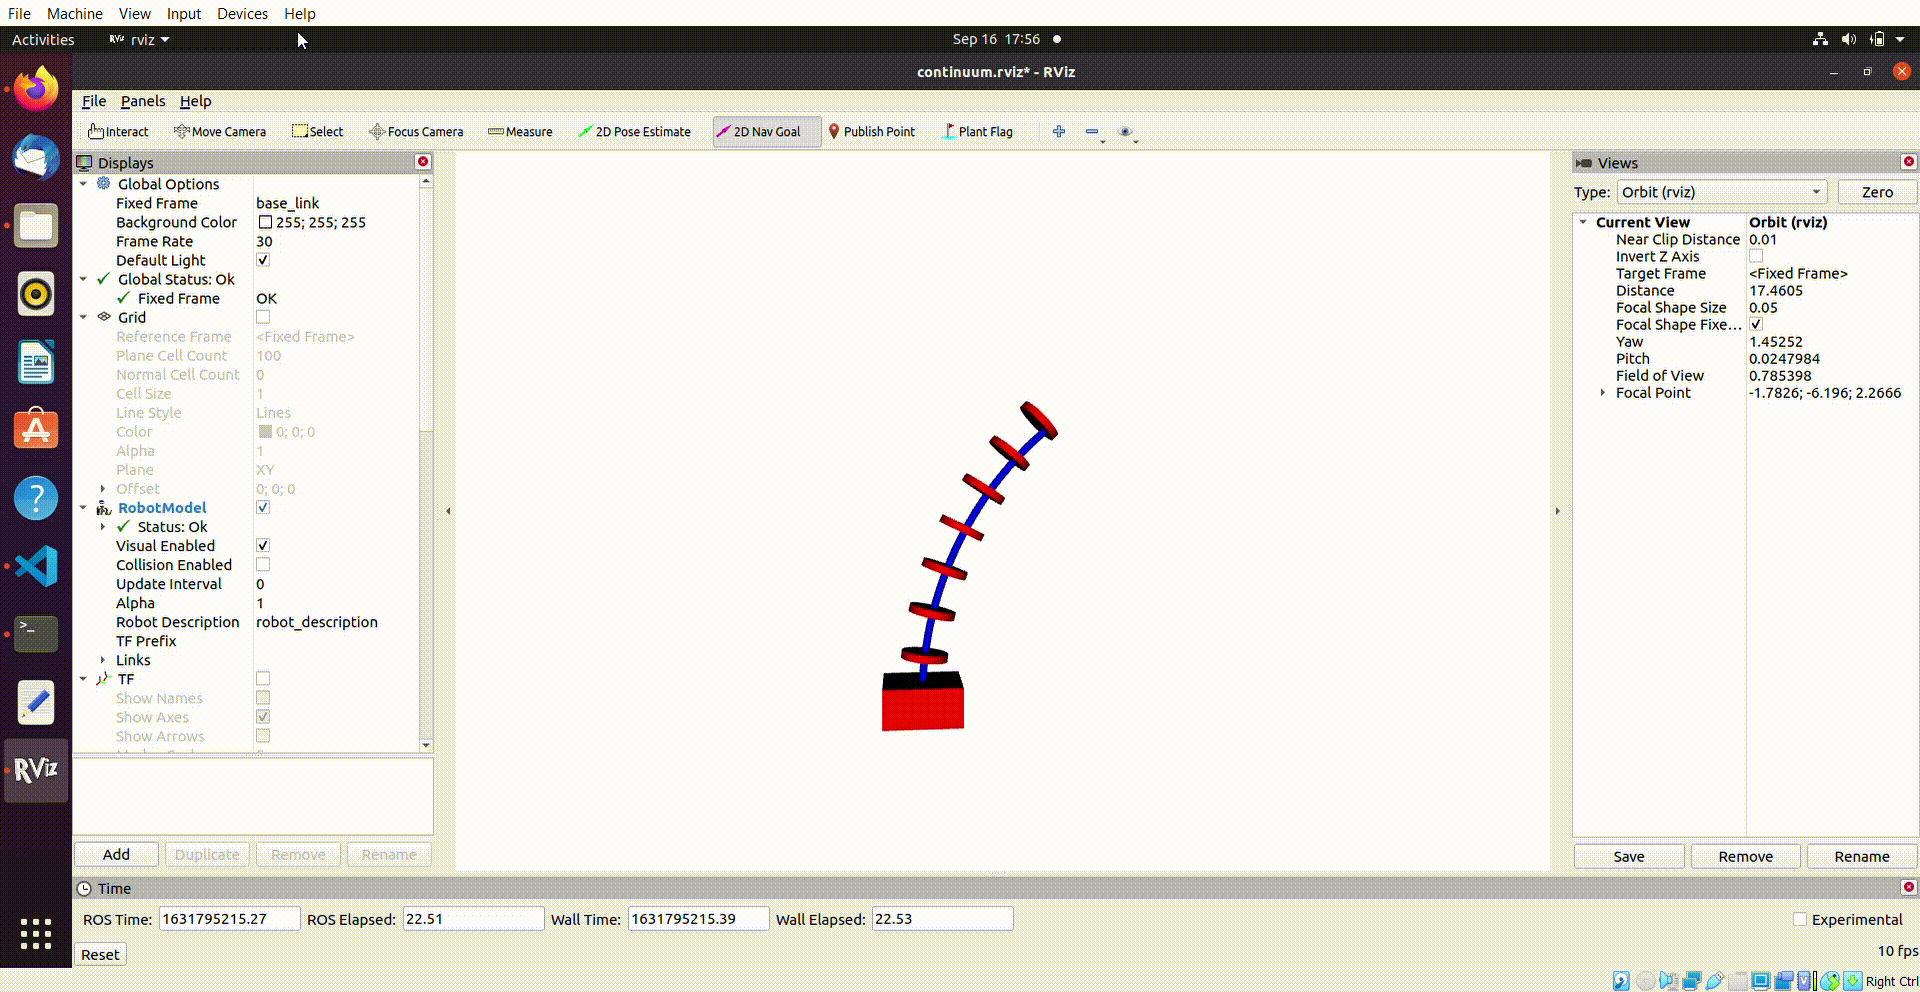 File Machine View Input Devices Help
Activities RViz rviz Sep 16 17:56
continuum.rviz* - RViz
File Panels Help
Interact Move Camera Select Focus Camera Measure 2D Pose Estimate 2D Nav Goal Publish Point Plant Flag
Displays
Global Options
Fixed Frame base_link
Background Color 255; 255; 255
Frame Rate 30
Default Light
Global Status: Ok
Fixed Frame OK
Grid
Reference Frame <Fixed Frame>
Plane Cell Count 100
Normal Cell Count 0
Cell Size 1
Line Style Lines
Color 0; 0; 0
Alpha 1
Plane XY
Offset 0; 0; 0
RobotModel
Status: Ok
Visual Enabled
Collision Enabled
Update Interval 0
Alpha 1
Robot Description robot_description
TF Prefix
Links
TF
Show Names
Show Axes
Show Arrows
Add Duplicate Remove Rename
RViz
Views
Type: Orbit (rviz) Zero
Current View Orbit (rviz)
Near Clip Distance 0.01
Invert Z Axis
Target Frame <Fixed Frame>
Distance 17.4605
Focal Shape Size 0.05
Focal Shape Fixe...
Yaw 1.45252
Pitch 0.0247984
Field of View 0.785398
Focal Point -1.7826; -6.196; 2.2666
Save Remove Rename
Time
ROS Time: 1631795215.27 ROS Elapsed: 22.51 Wall Time: 1631795215.39 Wall Elapsed: 22.53 Experimental
Reset 10 fps
Right Ctrl